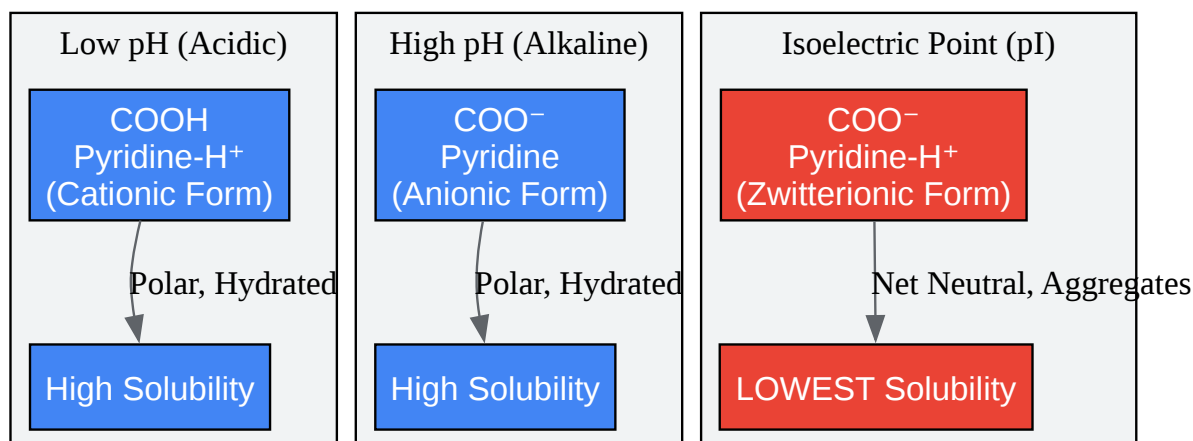 Low pH (Acidic)
COOH
Pyridine-H⁺
(Cationic Form)
Polar, Hydrated
High Solubility
High pH (Alkaline)
COO⁻
Pyridine
(Anionic Form)
Polar, Hydrated
High Solubility
Isoelectric Point (pI)
COO⁻
Pyridine-H⁺
(Zwitterionic Form)
Net Neutral, Aggregates
LOWEST Solubility